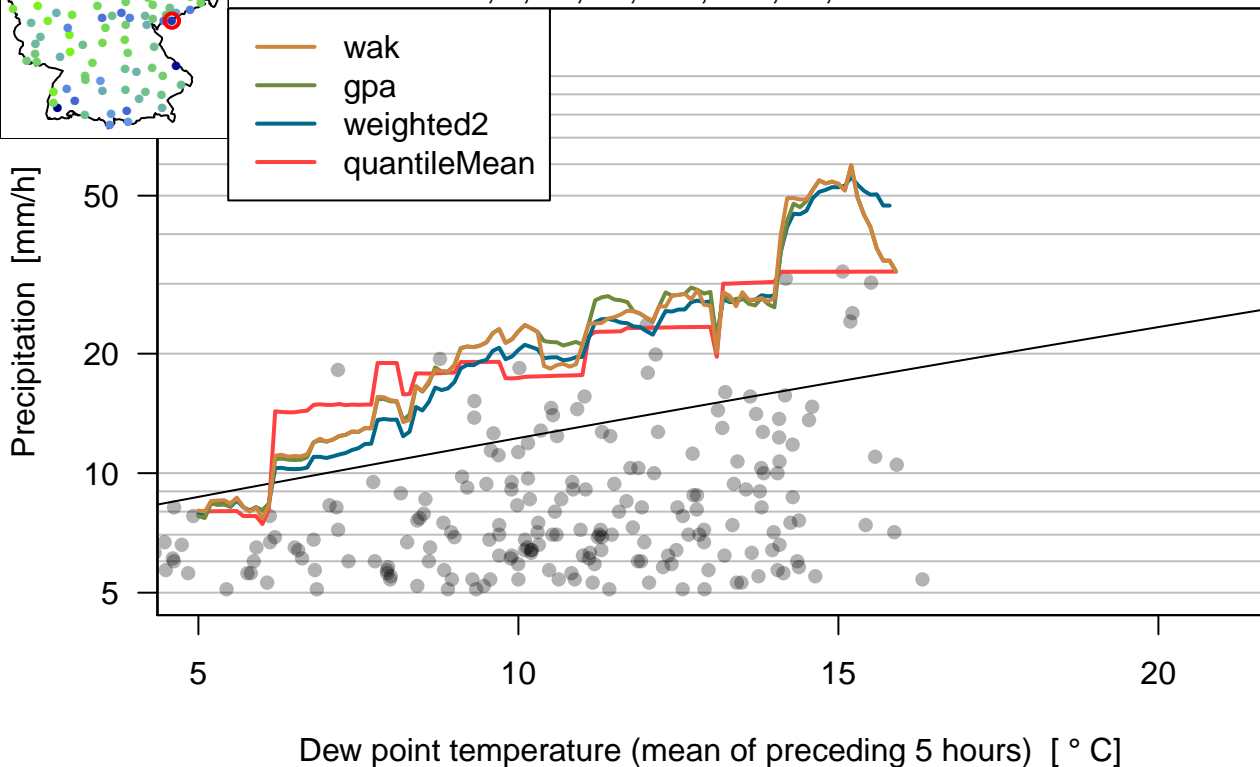 wak
gpa
weighted2
quantileMean
Precipitation [mm/h]
50
20
10
5
5
10
15
20
Dew point temperature (mean of preceding 5 hours) [ ° C]